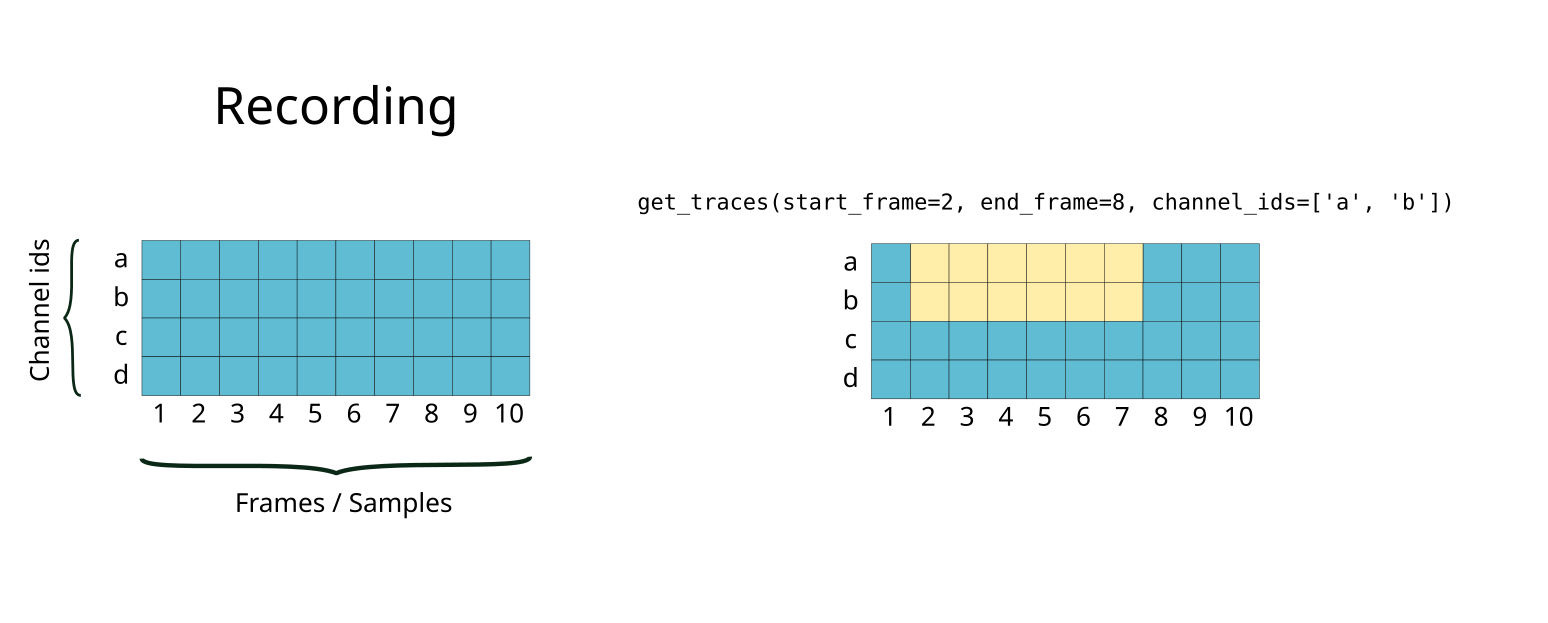 Recording
get_traces(start_frame=2, end_frame=8, channel_ids=['a', 'b'])
Channel ids
a
b
c
d
1 2 3 4 5 6 7 8 9 10
Frames / Samples
a
b
c
d
1 2 3 4 5 6 7 8 9 10